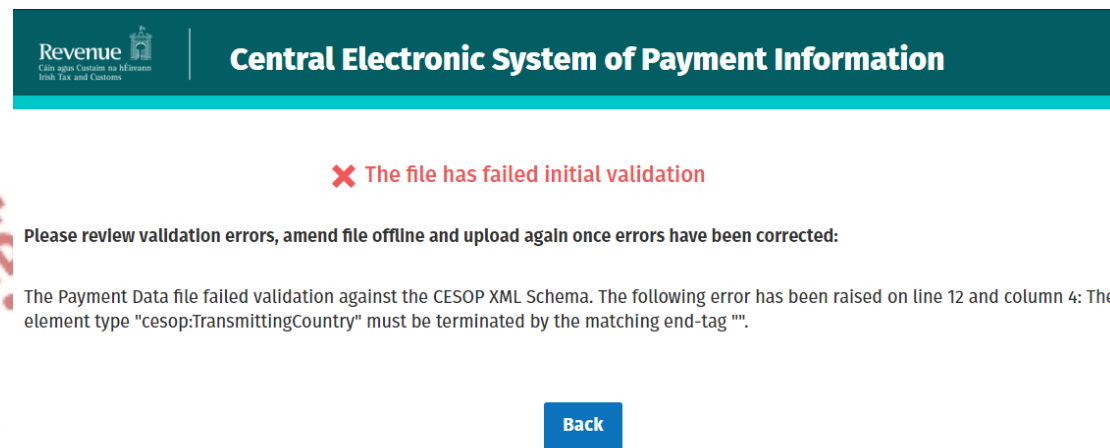 Revenue
Cáin agus Custaim na hÉireann
Irish Tax and Customs
Central Electronic System of Payment Information
The file has failed initial validation
Please review validation errors, amend file offline and upload again once errors have been corrected:
The Payment Data file failed validation against the CESOP XML Schema. The following error has been raised on line 12 and column 4: The
element type "cesop:TransmittingCountry" must be terminated by the matching end-tag "".
Back